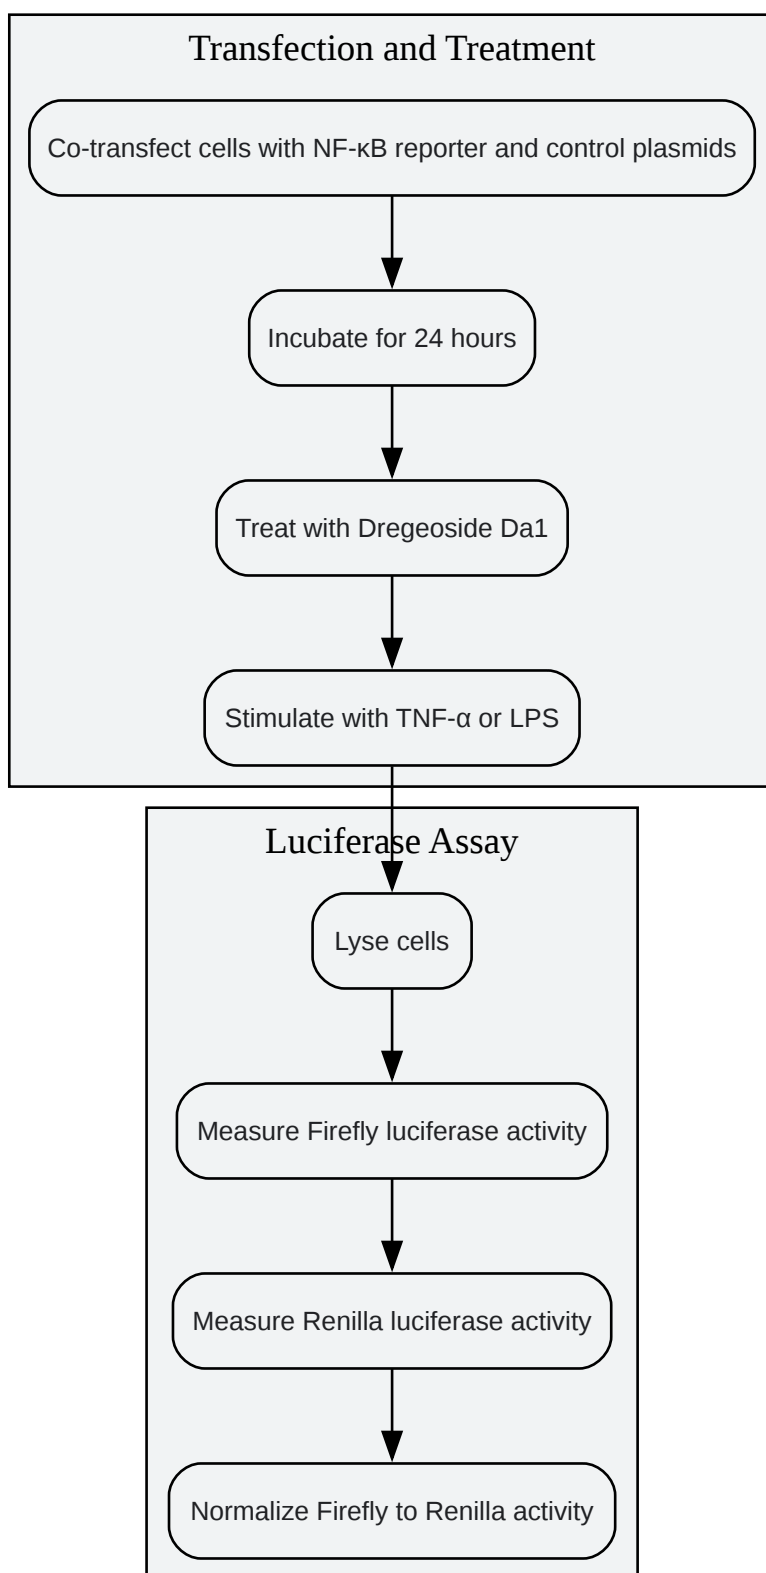 Transfection and Treatment
Co-transfect cells with NF-κB reporter and control plasmids
Incubate for 24 hours
Treat with Dregeoside Da1
Stimulate with TNF-α or LPS
Luciferase Assay
Lyse cells
Measure Firefly luciferase activity
Measure Renilla luciferase activity
Normalize Firefly to Renilla activity